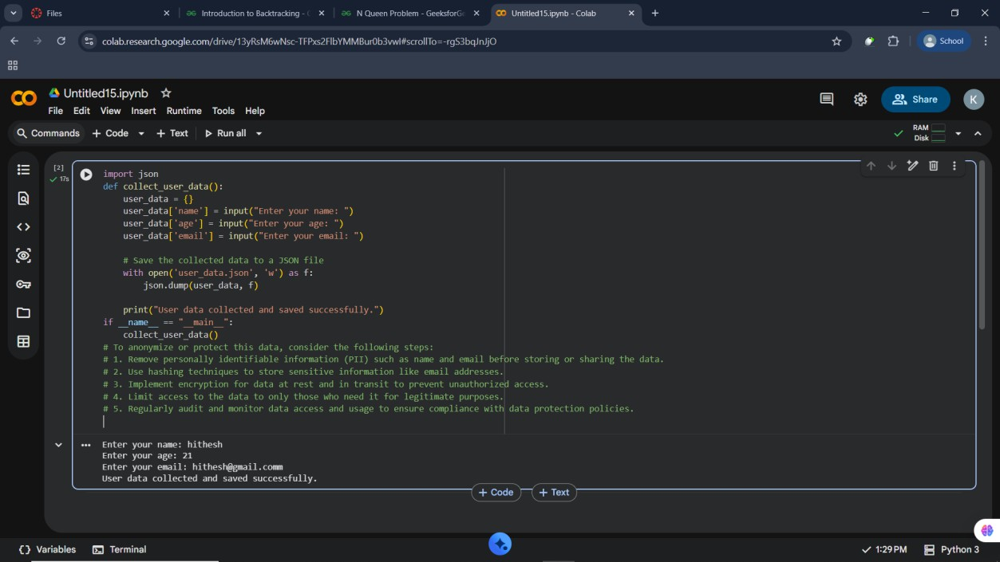 Files
Introduction to Backtracking - G
N Queen Problem - GeeksforGe
Untitled15.ipynb - Colab
colab.research.google.com/drive/13yRsM6wNsc-TFPxs2FlbYMMBur0b3vwI#scrollTo=-rgS3bqJnJjO
School
Untitled15.ipynb
File Edit View Insert Runtime Tools Help
Share
K
Commands + Code + Text Run all
RAM
Disk
[2]
17s
import json
def collect_user_data():
    user_data = {}
    user_data['name'] = input("Enter your name: ")
    user_data['age'] = input("Enter your age: ")
    user_data['email'] = input("Enter your email: ")
    # Save the collected data to a JSON file
    with open('user_data.json', 'w') as f:
        json.dump(user_data, f)
    print("User data collected and saved successfully.")
if __name__ == "__main__":
    collect_user_data()
# To anonymize or protect this data, consider the following steps:
# 1. Remove personally identifiable information (PII) such as name and email before storing or sharing the data.
# 2. Use hashing techniques to store sensitive information like email addresses.
# 3. Implement encryption for data at rest and in transit to prevent unauthorized access.
# 4. Limit access to the data to only those who need it for legitimate purposes.
# 5. Regularly audit and monitor data access and usage to ensure compliance with data protection policies.
Enter your name: hithesh
Enter your age: 21
Enter your email: hithesh@gmail.comm
User data collected and saved successfully.
+ Code + Text
Variables Terminal
1:29 PM Python 3